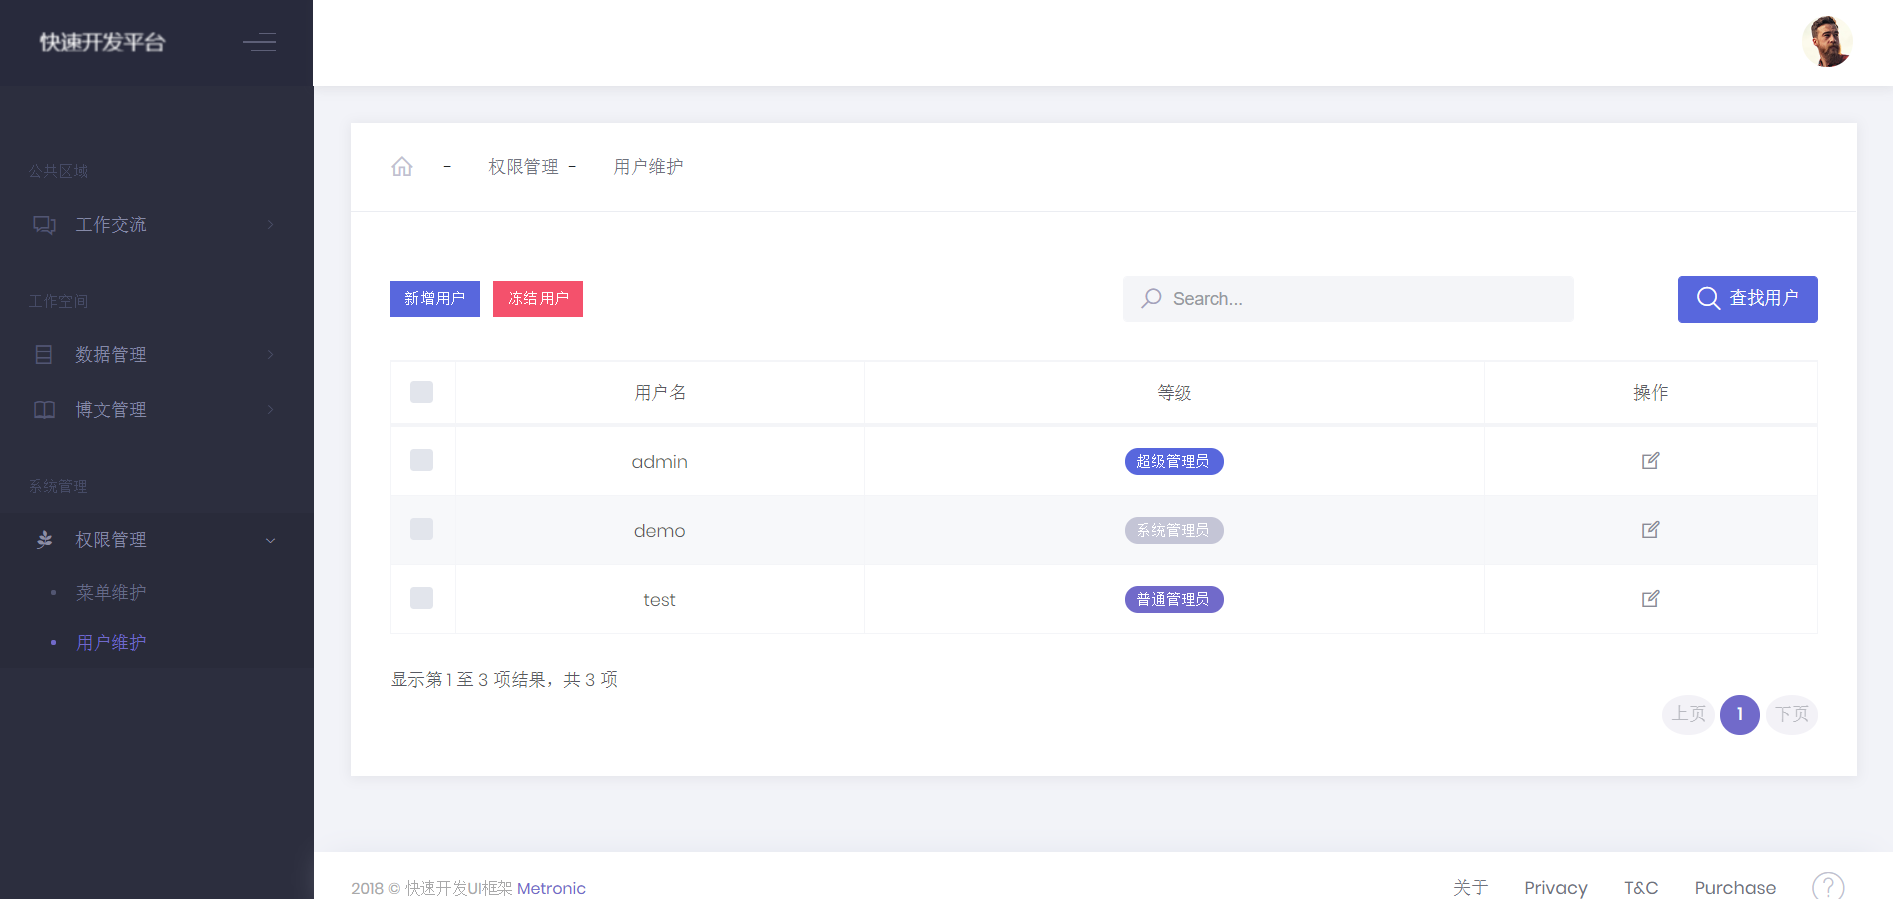 快速开发平台
公共区域
工作交流
工作空间
数据管理
博文管理
系统管理
权限管理
菜单维护
用户维护
- 权限管理 - 用户维护
新增用户 冻结用户 Search... 查找用户
用户名 等级 操作
admin 超级管理员
demo 系统管理员
test 普通管理员
显示第 1 至 3 项结果，共 3 项
上页 1 下页
2018 © 快速开发UI框架 Metronic 关于 Privacy T&C Purchase ?